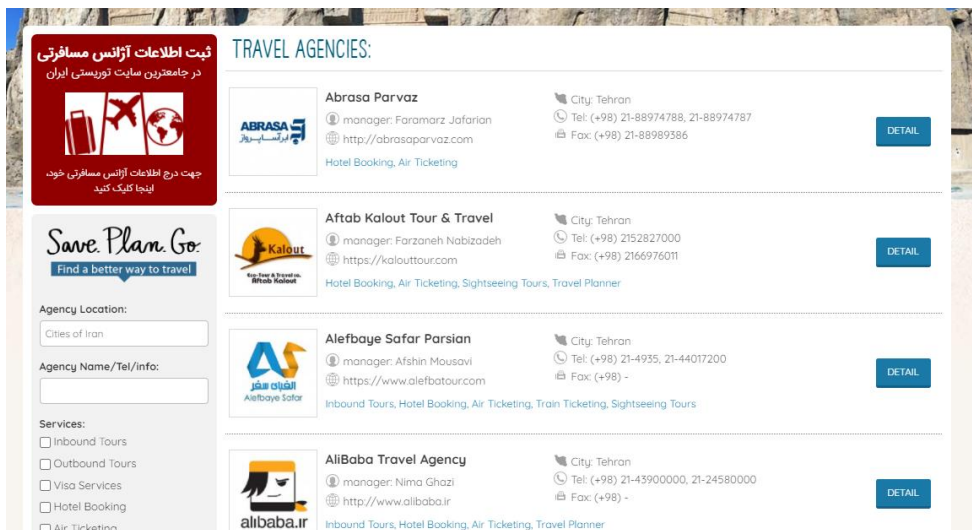 ثبت اطلاعات آژانس مسافرتی
در جامعترین سایت توریستی ایران
جهت درج اطلاعات آژانس مسافرتی خود،
اینجا کلیک کنید
Save. Plan. Go.
Find a better way to travel
Agency Location:
Cities of Iran
Agency Name/Tel/info:
Services:
Inbound Tours
Outbound Tours
Visa Services
Hotel Booking
Air Ticketing
TRAVEL AGENCIES:
ABRASA
ابرآسا پرواز
Abrasa Parvaz
manager: Faramarz Jafarian
http://abrasaparvaz.com
Hotel Booking, Air Ticketing
City: Tehran
Tel: (+98) 21-88974788, 21-88974787
Fax: (+98) 21-88989386
DETAIL
Kalout
Eco-Tour & Travel co.
Aftab Kalout
Aftab Kalout Tour & Travel
manager: Farzaneh Nabizadeh
https://kalouttour.com
Hotel Booking, Air Ticketing, Sightseeing Tours, Travel Planner
City: Tehran
Tel: (+98) 2152827000
Fax: (+98) 2166976011
DETAIL
الفبای سفر
Alefbaye Safar
Alefbaye Safar Parsian
manager: Afshin Mousavi
https://www.alefbatour.com
Inbound Tours, Hotel Booking, Air Ticketing, Train Ticketing, Sightseeing Tours
City: Tehran
Tel: (+98) 21-4935, 21-44017200
Fax: (+98) -
DETAIL
alibaba.ir
AliBaba Travel Agency
manager: Nima Ghazi
http://www.alibaba.ir
Inbound Tours, Hotel Booking, Air Ticketing, Travel Planner
City: Tehran
Tel: (+98) 21-43900000, 21-24580000
Fax: (+98) -
DETAIL